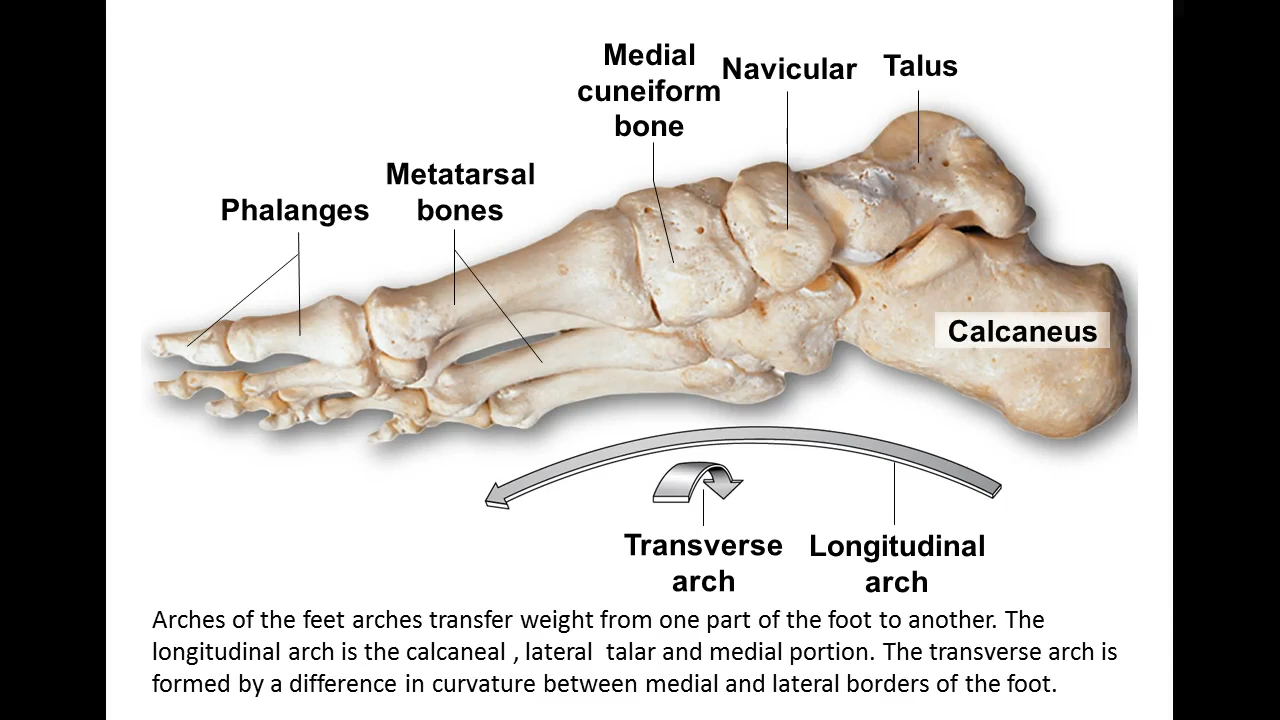 Medial
cuneiform
bone
Navicular
Talus
Metatarsal
bones
Phalanges
Calcaneus
Transverse
arch
Longitudinal
arch
Arches of the feet arches transfer weight from one part of the foot to another. The
longitudinal arch is the calcaneal , lateral  talar and medial portion. The transverse arch is
formed by a difference in curvature between medial and lateral borders of the foot.